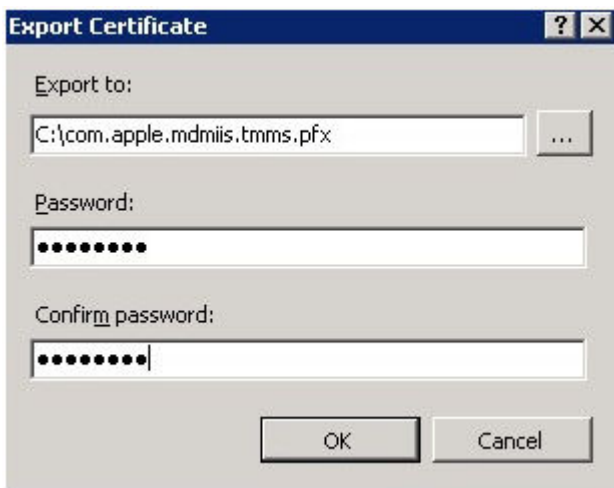 Export Certificate
Export to:
C:\com.apple.mdmiis.tmms.pfx
...
Password:
●●●●●●●●
Confirm password:
●●●●●●●●
OK
Cancel